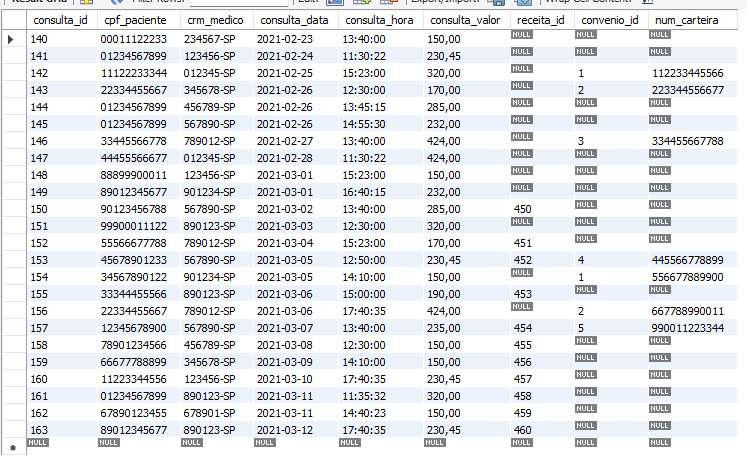 consulta_id cpf_paciente crm_medico consulta_data consulta_hora consulta_valor receita_id convenio_id num_carteira
140 00011122233 234567-SP 2021-02-23 13:40:00 150,00 NULL NULL NULL
141 01234567899 123456-SP 2021-02-24 11:30:22 230,45 NULL NULL NULL
142 11122233344 012345-SP 2021-02-25 15:23:00 320,00 NULL 1 112233445566
143 22334455667 345678-SP 2021-02-26 12:30:00 170,00 NULL 2 223344556677
144 01234567899 456789-SP 2021-02-26 13:45:15 285,00 NULL NULL NULL
145 01234567899 567890-SP 2021-02-26 14:55:30 232,00 NULL NULL NULL
146 33445566778 789012-SP 2021-02-27 13:40:00 424,00 NULL 3 334455667788
147 44455566677 012345-SP 2021-02-28 11:30:22 424,00 NULL NULL NULL
148 88899900011 123456-SP 2021-03-01 15:23:00 150,00 NULL NULL NULL
149 89012345677 901234-SP 2021-03-01 16:40:15 232,00 NULL NULL NULL
150 90123456788 567890-SP 2021-03-02 13:40:00 285,00 450 NULL NULL
151 99900011122 890123-SP 2021-03-03 12:30:00 320,00 NULL NULL NULL
152 55566677788 789012-SP 2021-03-04 15:23:00 170,00 451 NULL NULL
153 45678901233 567890-SP 2021-03-05 12:50:00 230,45 452 4 445566778899
154 34567890122 901234-SP 2021-03-05 14:10:00 150,00 NULL 1 556677889900
155 33344455566 890123-SP 2021-03-06 15:00:00 190,00 453 NULL NULL
156 22334455667 789012-SP 2021-03-06 17:40:35 424,00 NULL 2 667788990011
157 12345678900 567890-SP 2021-03-07 13:40:00 235,00 454 5 990011223344
158 78901234566 456789-SP 2021-03-08 12:30:00 150,00 455 NULL NULL
159 66677788899 345678-SP 2021-03-09 14:10:00 150,00 456 NULL NULL
160 11223344556 123456-SP 2021-03-10 17:40:35 230,45 457 NULL NULL
161 01234567899 890123-SP 2021-03-11 11:35:32 320,00 458 NULL NULL
162 67890123455 678901-SP 2021-03-11 14:40:23 150,00 459 NULL NULL
163 89012345677 890123-SP 2021-03-12 17:40:35 230,45 460 NULL NULL
NULL NULL NULL NULL NULL NULL NULL NULL NULL